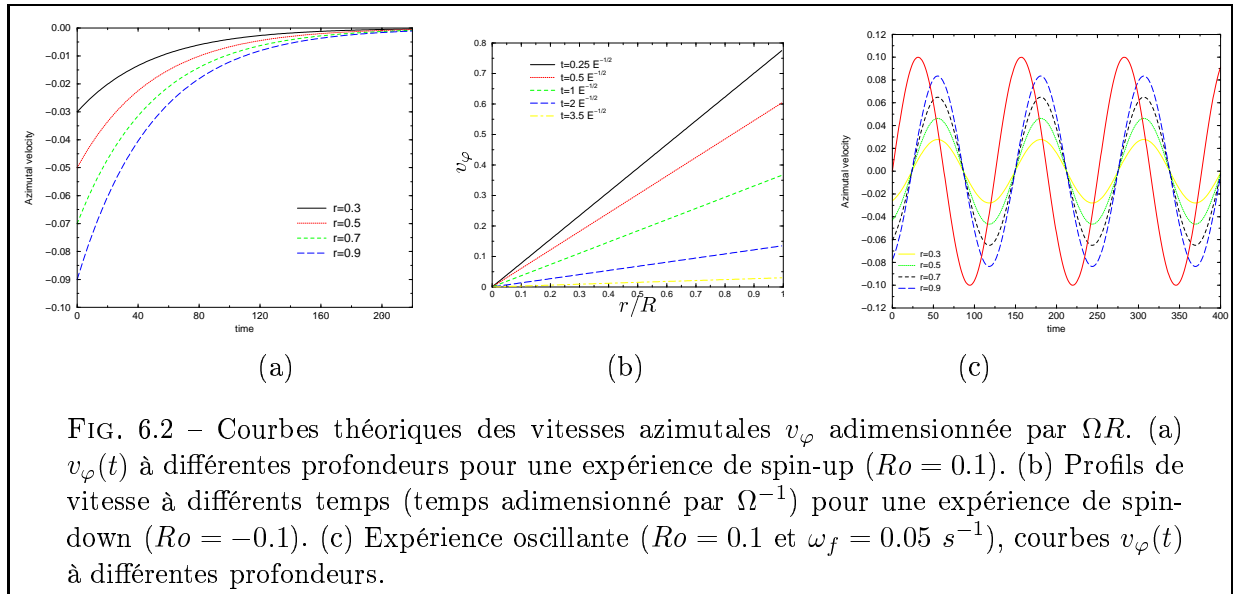 0.00
−0.01
−0.02
−0.03
−0.04
−0.05
−0.06
−0.07
−0.08
−0.09
−0.10
Azimutal velocity
0 40 80 120 160 200
time
r=0.3
r=0.5
r=0.7
r=0.9
(a)
0.8
0.7
0.6
0.5
0.4
0.3
0.2
0.1
0
v_φ
0 0.1 0.2 0.3 0.4 0.5 0.6 0.7 0.8 0.9 1
r/R
t=0.25 E^{−1/2}
t=0.5 E^{−1/2}
t=1 E^{−1/2}
t=2 E^{−1/2}
t=3.5 E^{−1/2}
(b)
0.12
0.10
0.08
0.06
0.04
0.02
0.00
−0.02
−0.04
−0.06
−0.08
−0.10
−0.12
Azimutal velocity
0 50 100 150 200 250 300 350 400
time
r=0.3
r=0.5
r=0.7
r=0.9
(c)
FIG. 6.2 – Courbes théoriques des vitesses azimutales v_φ adimensionnée par ΩR. (a)
v_φ(t) à différentes profondeurs pour une expérience de spin-up (Ro = 0.1). (b) Profils de
vitesse à différents temps (temps adimensionné par Ω^{−1}) pour une expérience de spin-
down (Ro = −0.1). (c) Expérience oscillante (Ro = 0.1 et ω_f = 0.05 s^{−1}), courbes v_φ(t)
à différentes profondeurs.